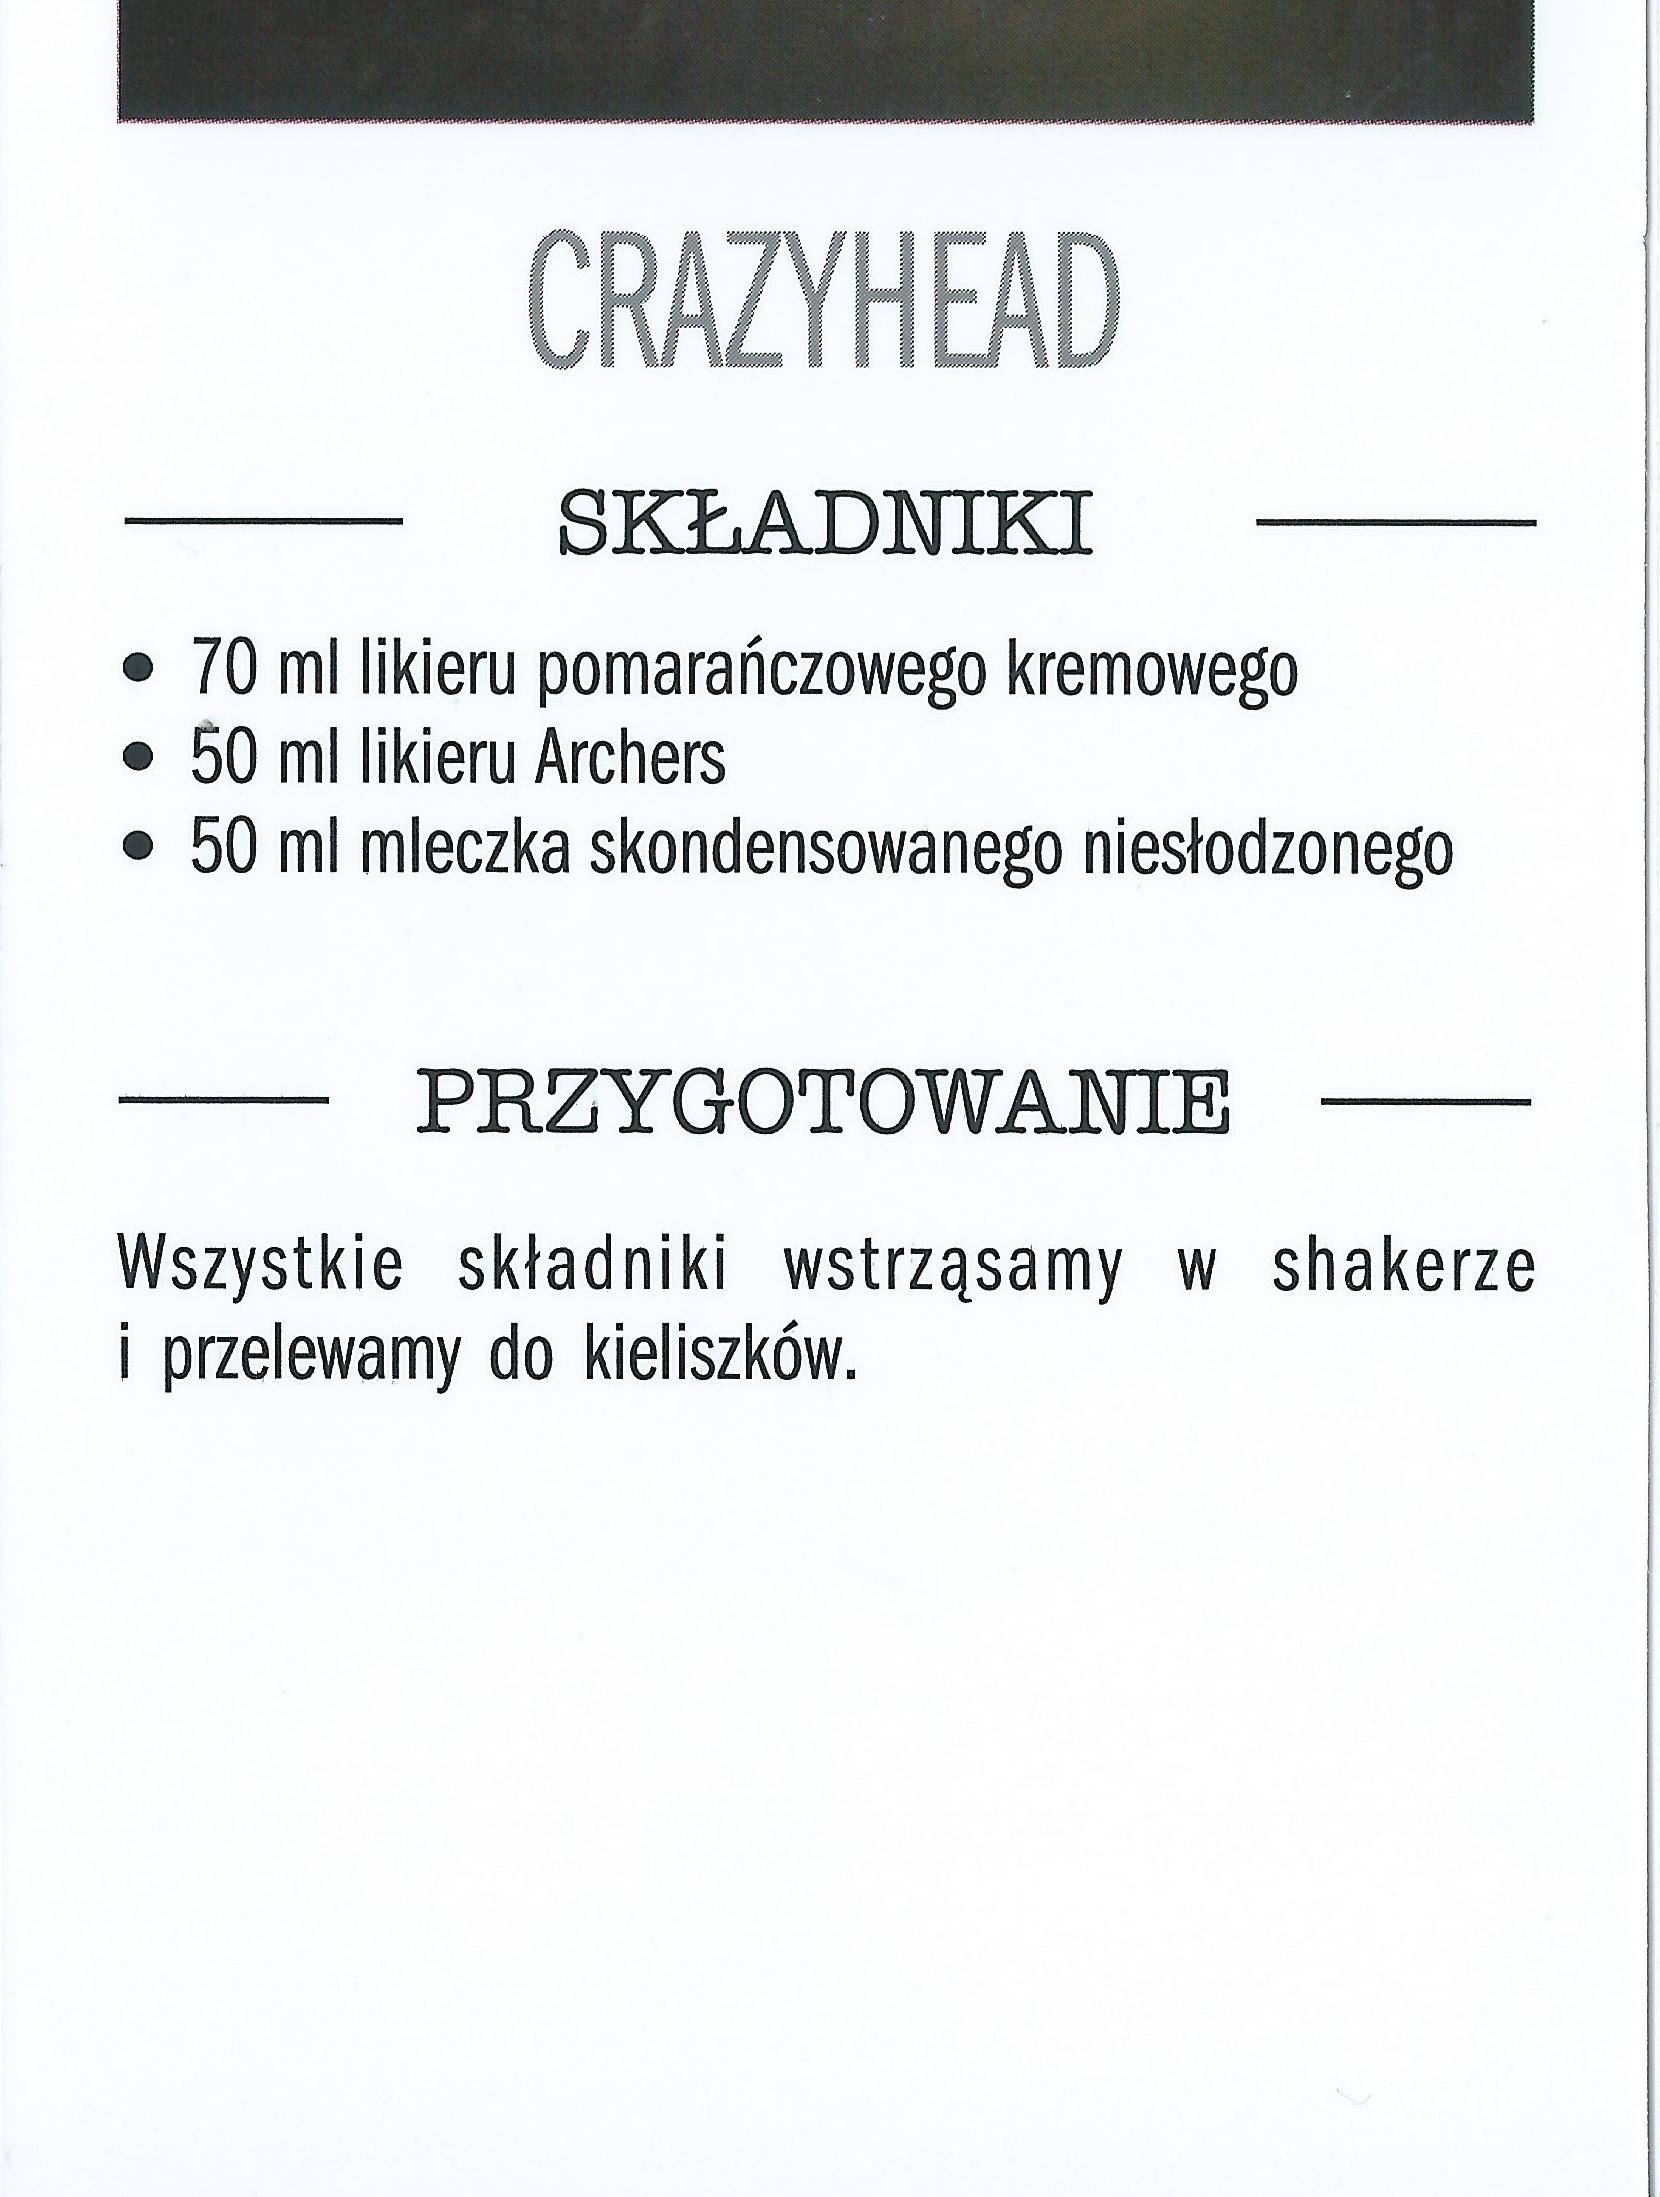 CRAZYHEAD
SKŁADNIKI
• 70 ml likieru pomarańczowego kremowego
• 50 ml likieru Archers
• 50 ml mleczka skondensowanego niesłodzonego
PRZYGOTOWANIE
Wszystkie składniki wstrząsamy w shakerze
i przelewamy do kieliszków.